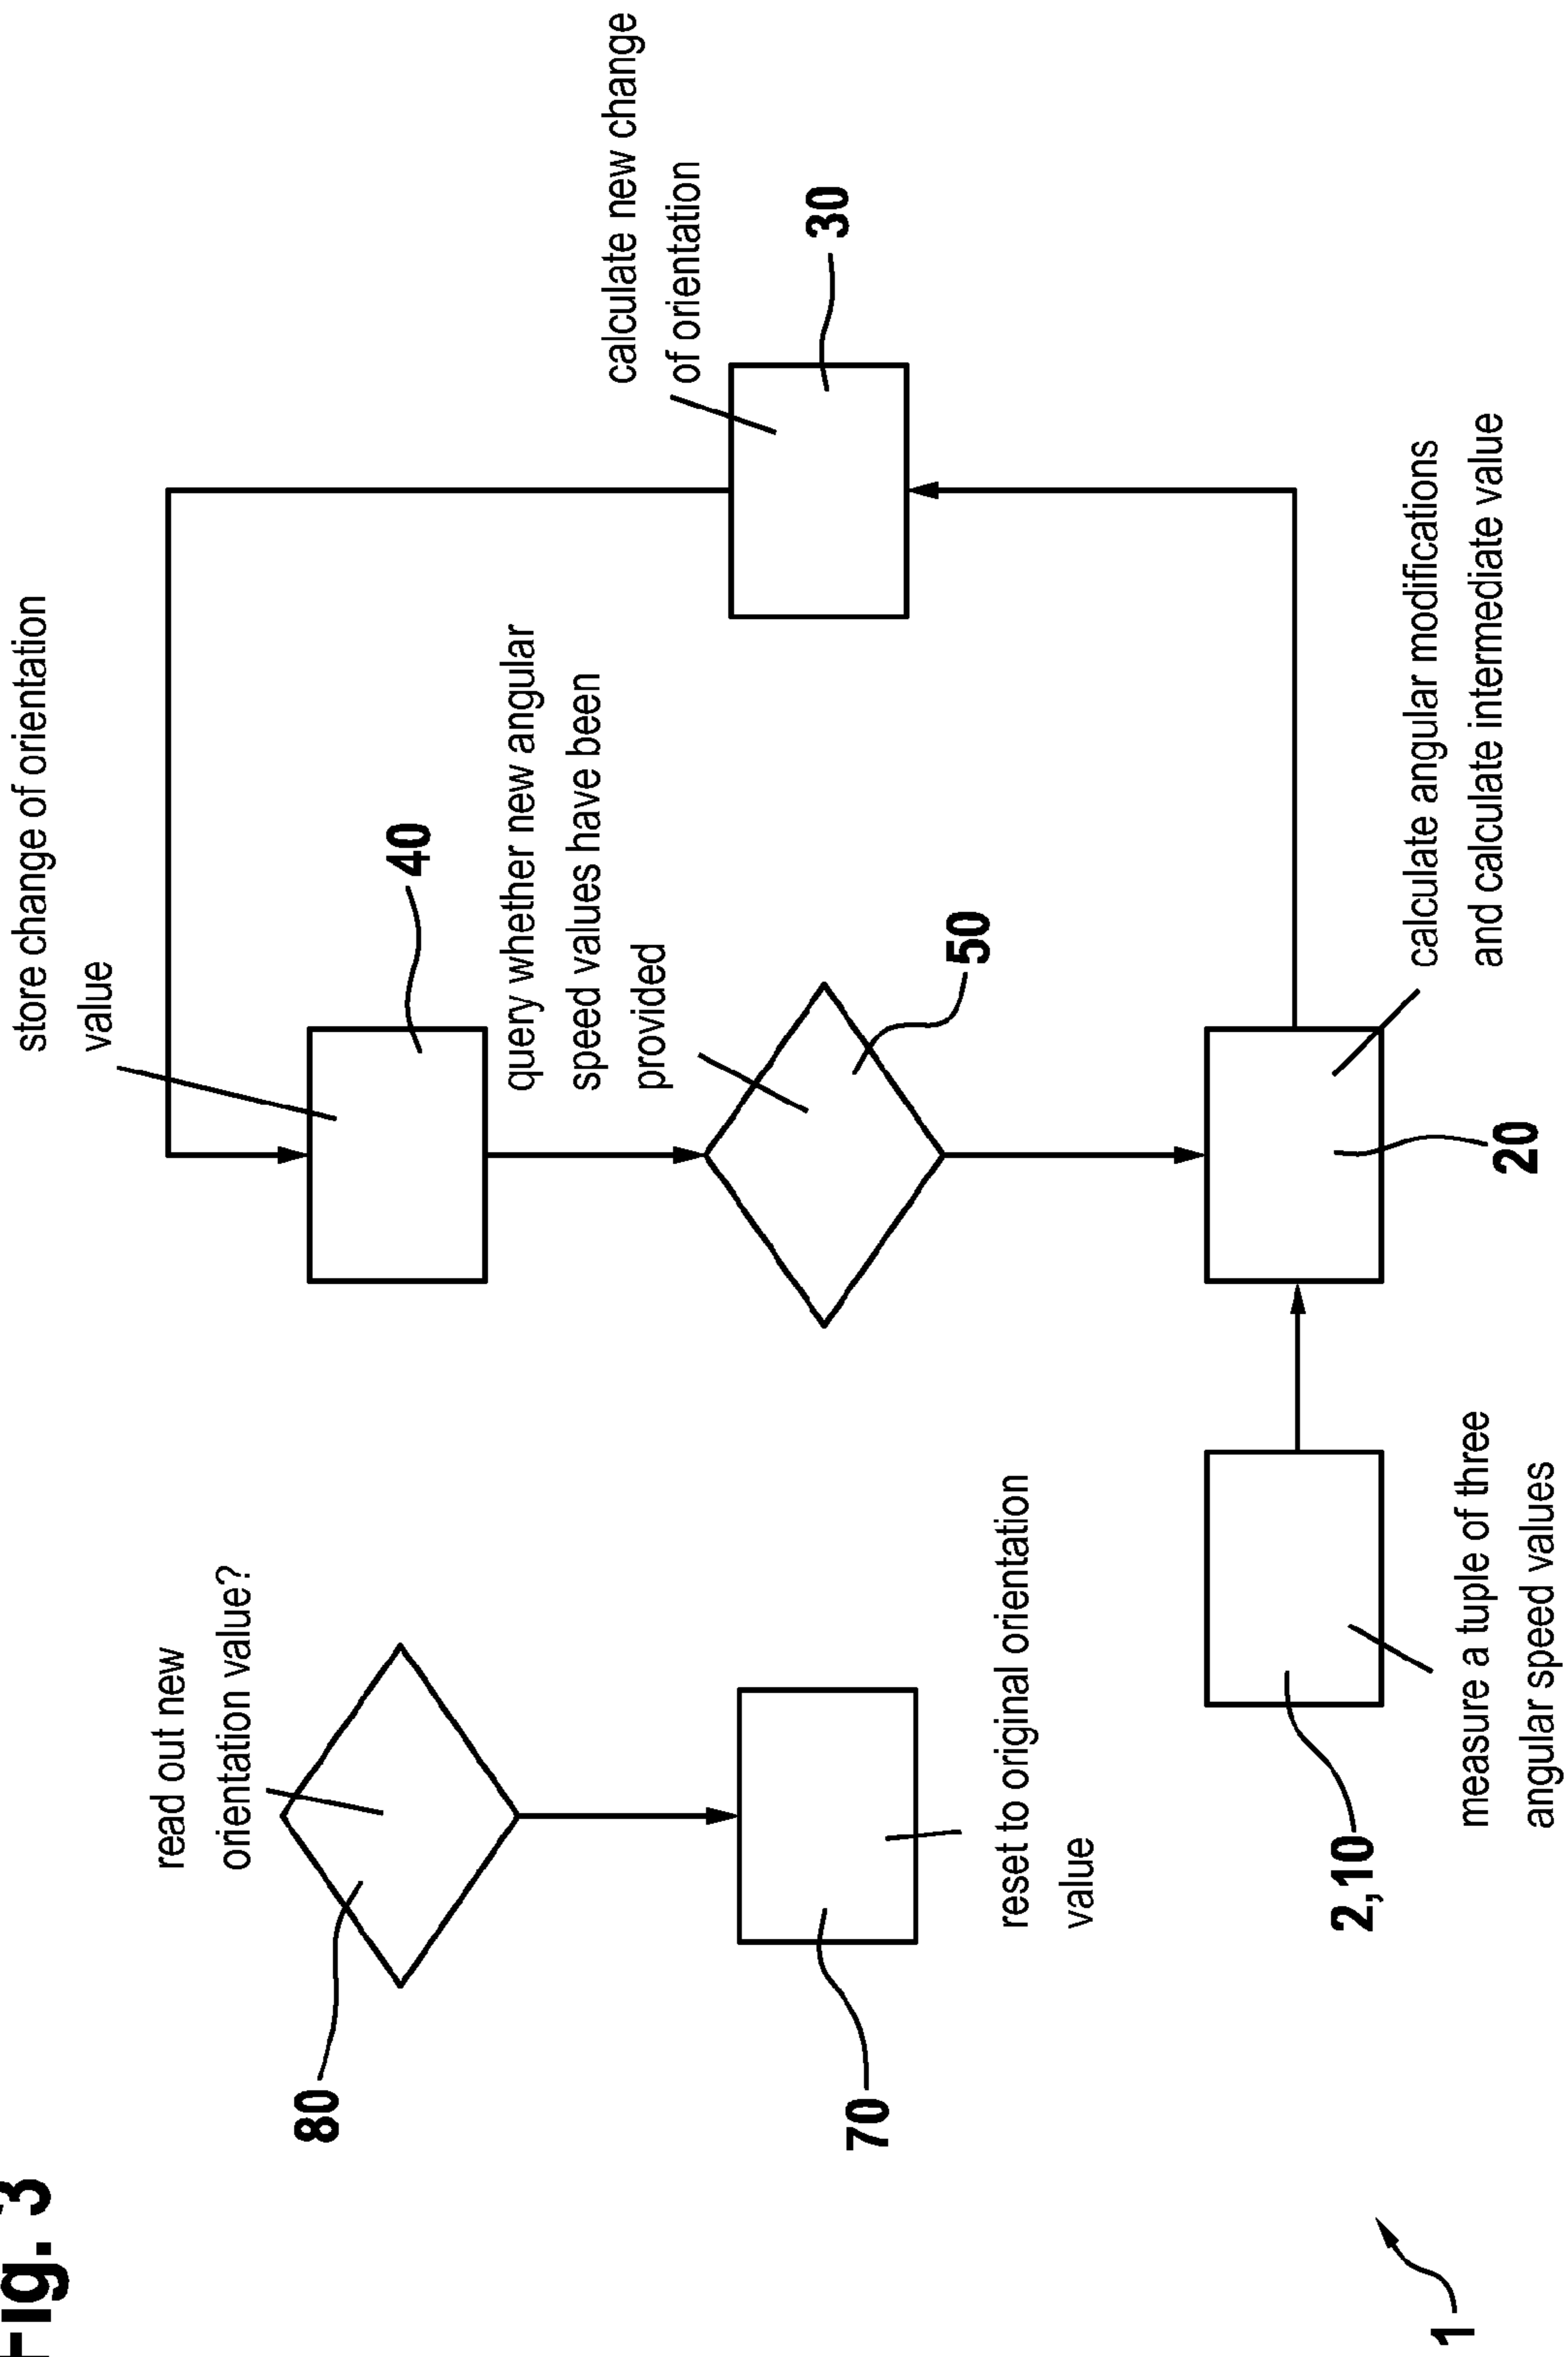 Fig. 3
store change of orientation
value
40
calculate new change
of orientation
30
query whether new angular
speed values have been
provided
50
read out new
orientation value?
80
70
reset to original orientation
value
2,10
measure a tuple of three
angular speed values
20
calculate angular modifications
and calculate intermediate value
1